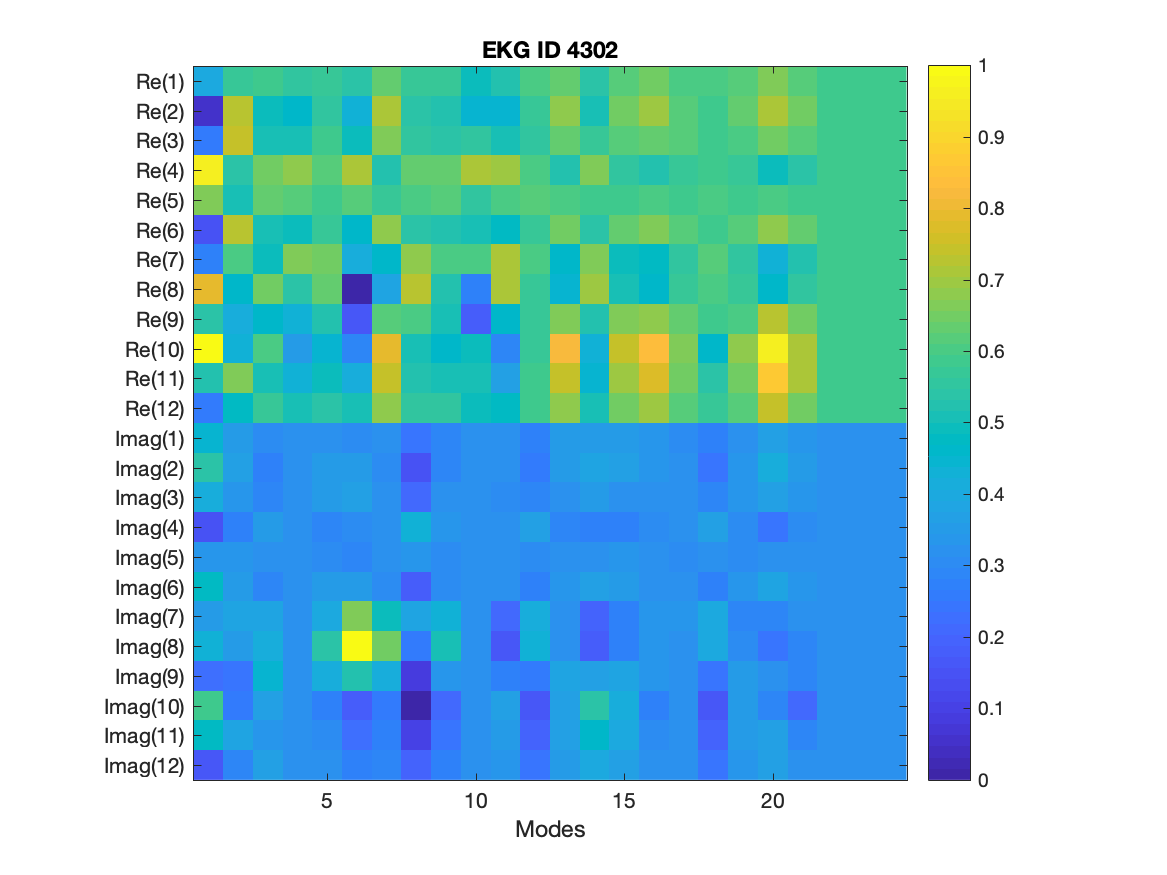 EKG ID 4302
Re(1)
Re(2)
Re(3)
Re(4)
Re(5)
Re(6)
Re(7)
Re(8)
Re(9)
Re(10)
Re(11)
Re(12)
Imag(1)
Imag(2)
Imag(3)
Imag(4)
Imag(5)
Imag(6)
Imag(7)
Imag(8)
Imag(9)
Imag(10)
Imag(11)
Imag(12)
5 10 15 20
Modes
1
0.9
0.8
0.7
0.6
0.5
0.4
0.3
0.2
0.1
0